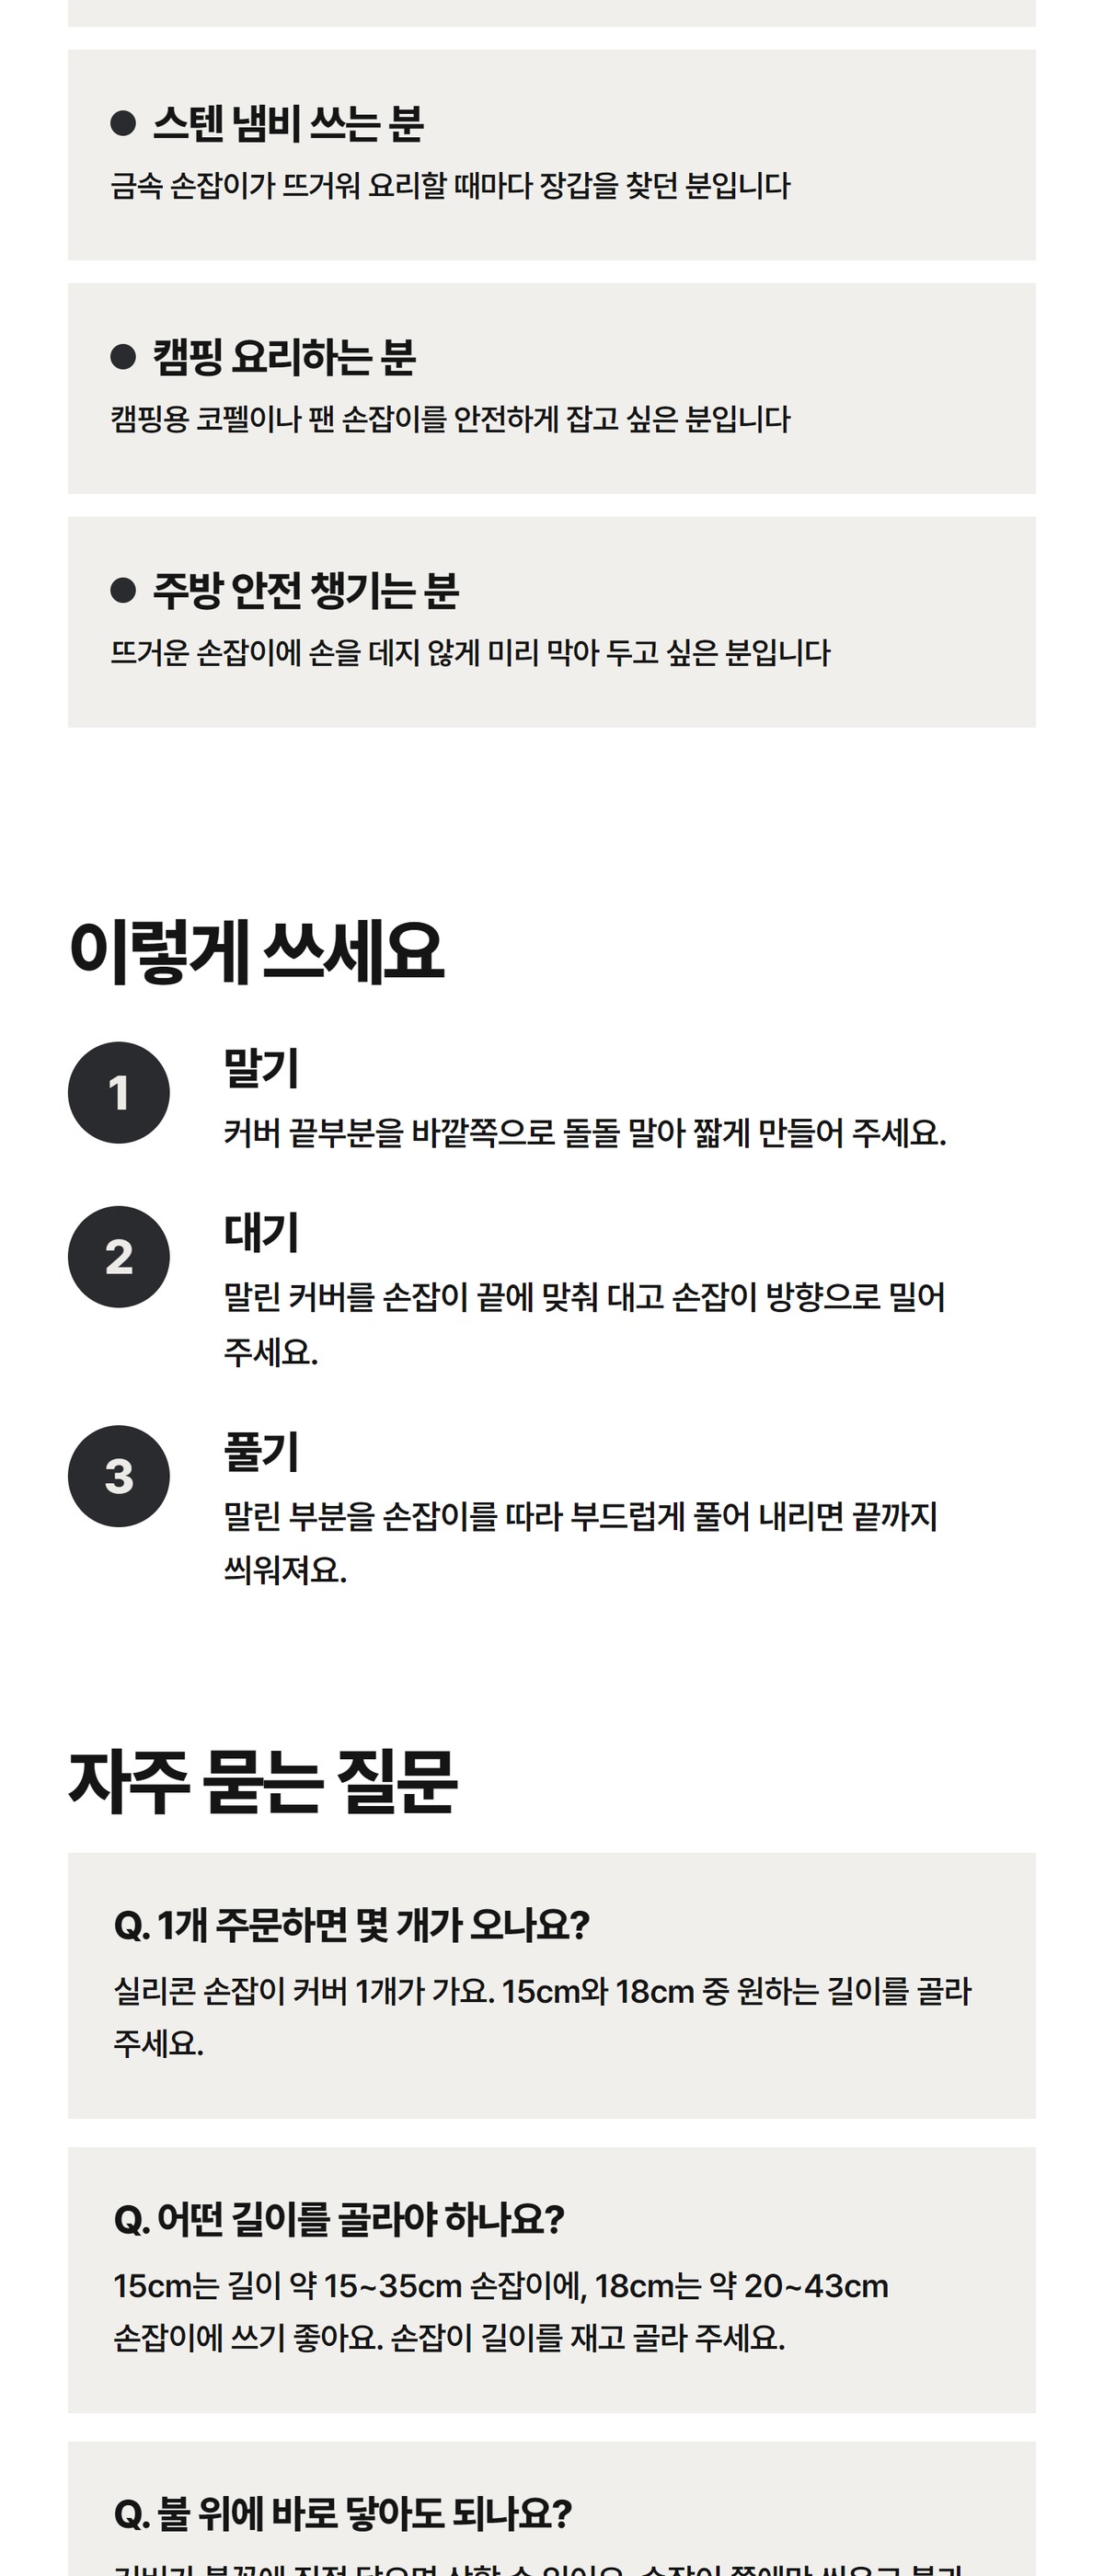 스텐 냄비 쓰는 분
금속 손잡이가 뜨거워 요리할 때마다 장갑을 찾던 분입니다
캠핑 요리하는 분
캠핑용 코펠이나 팬 손잡이를 안전하게 잡고 싶은 분입니다
주방 안전 챙기는 분
뜨거운 손잡이에 손을 데지 않게 미리 막아 두고 싶은 분입니다
이렇게 쓰세요
1
말기
커버 끝부분을 바깥쪽으로 돌돌 말아 짧게 만들어 주세요.
2
대기
말린 커버를 손잡이 끝에 맞춰 대고 손잡이 방향으로 밀어
주세요.
3
풀기
말린 부분을 손잡이를 따라 부드럽게 풀어 내리면 끝까지
씌워져요.
자주 묻는 질문
Q. 1개 주문하면 몇 개가 오나요?
실리콘 손잡이 커버 1개가 가요. 15cm와 18cm 중 원하는 길이를 골라
주세요.
Q. 어떤 길이를 골라야 하나요?
15cm는 길이 약 15~35cm 손잡이에, 18cm는 약 20~43cm
손잡이에 쓰기 좋아요. 손잡이 길이를 재고 골라 주세요.
Q. 불 위에 바로 닿아도 되나요?